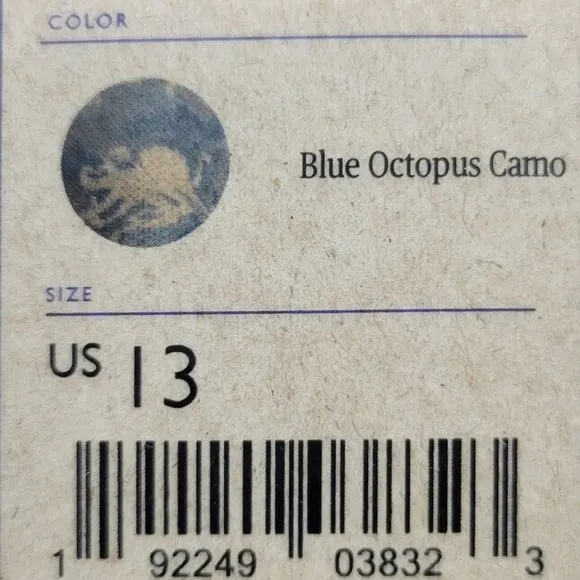 COLOR
Blue Octopus Camo
SIZE
US 13
1 92249 03832 3